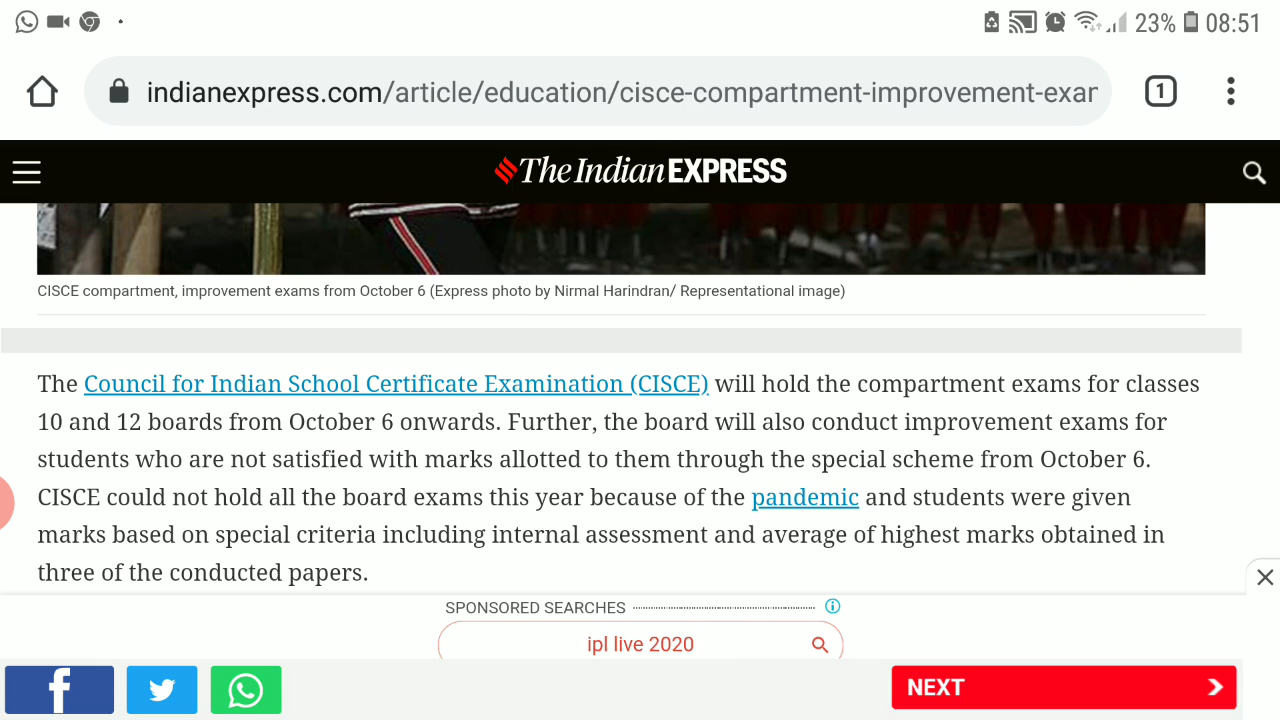 23% 08:51
indianexpress.com/article/education/cisce-compartment-improvement-exar
1
The Indian EXPRESS
CISCE compartment, improvement exams from October 6 (Express photo by Nirmal Harindran/ Representational image)
The Council for Indian School Certificate Examination (CISCE) will hold the compartment exams for classes
10 and 12 boards from October 6 onwards. Further, the board will also conduct improvement exams for
students who are not satisfied with marks allotted to them through the special scheme from October 6.
CISCE could not hold all the board exams this year because of the pandemic and students were given
marks based on special criteria including internal assessment and average of highest marks obtained in
three of the conducted papers.
SPONSORED SEARCHES
ipl live 2020
NEXT